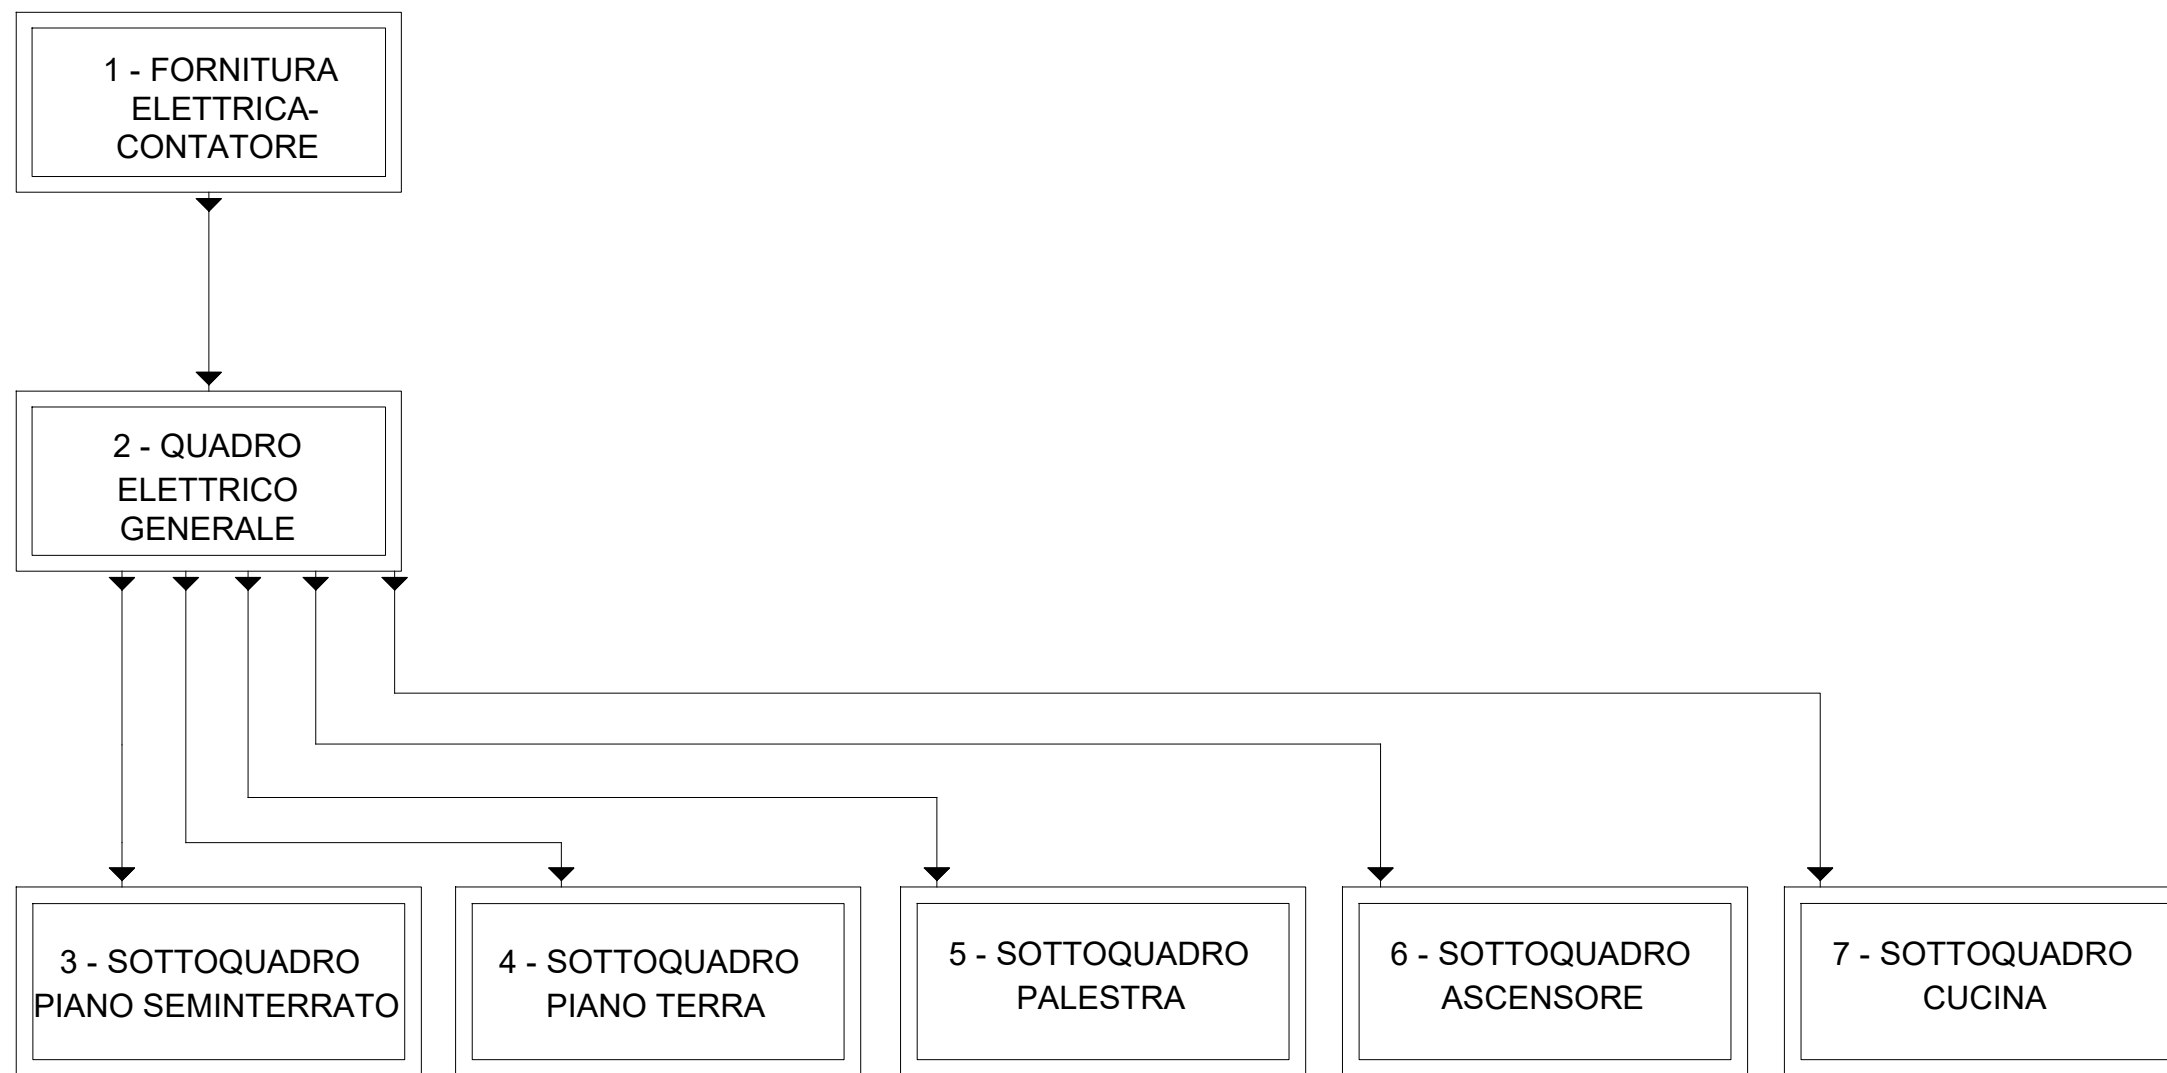 1 - FORNITURA
ELETTRICA-
CONTATORE
2 - QUADRO
ELETTRICO
GENERALE
3 - SOTTOQUADRO
PIANO SEMINTERRATO
4 - SOTTOQUADRO
PIANO TERRA
5 - SOTTOQUADRO
PALESTRA
6 - SOTTOQUADRO
ASCENSORE
7 - SOTTOQUADRO
CUCINA